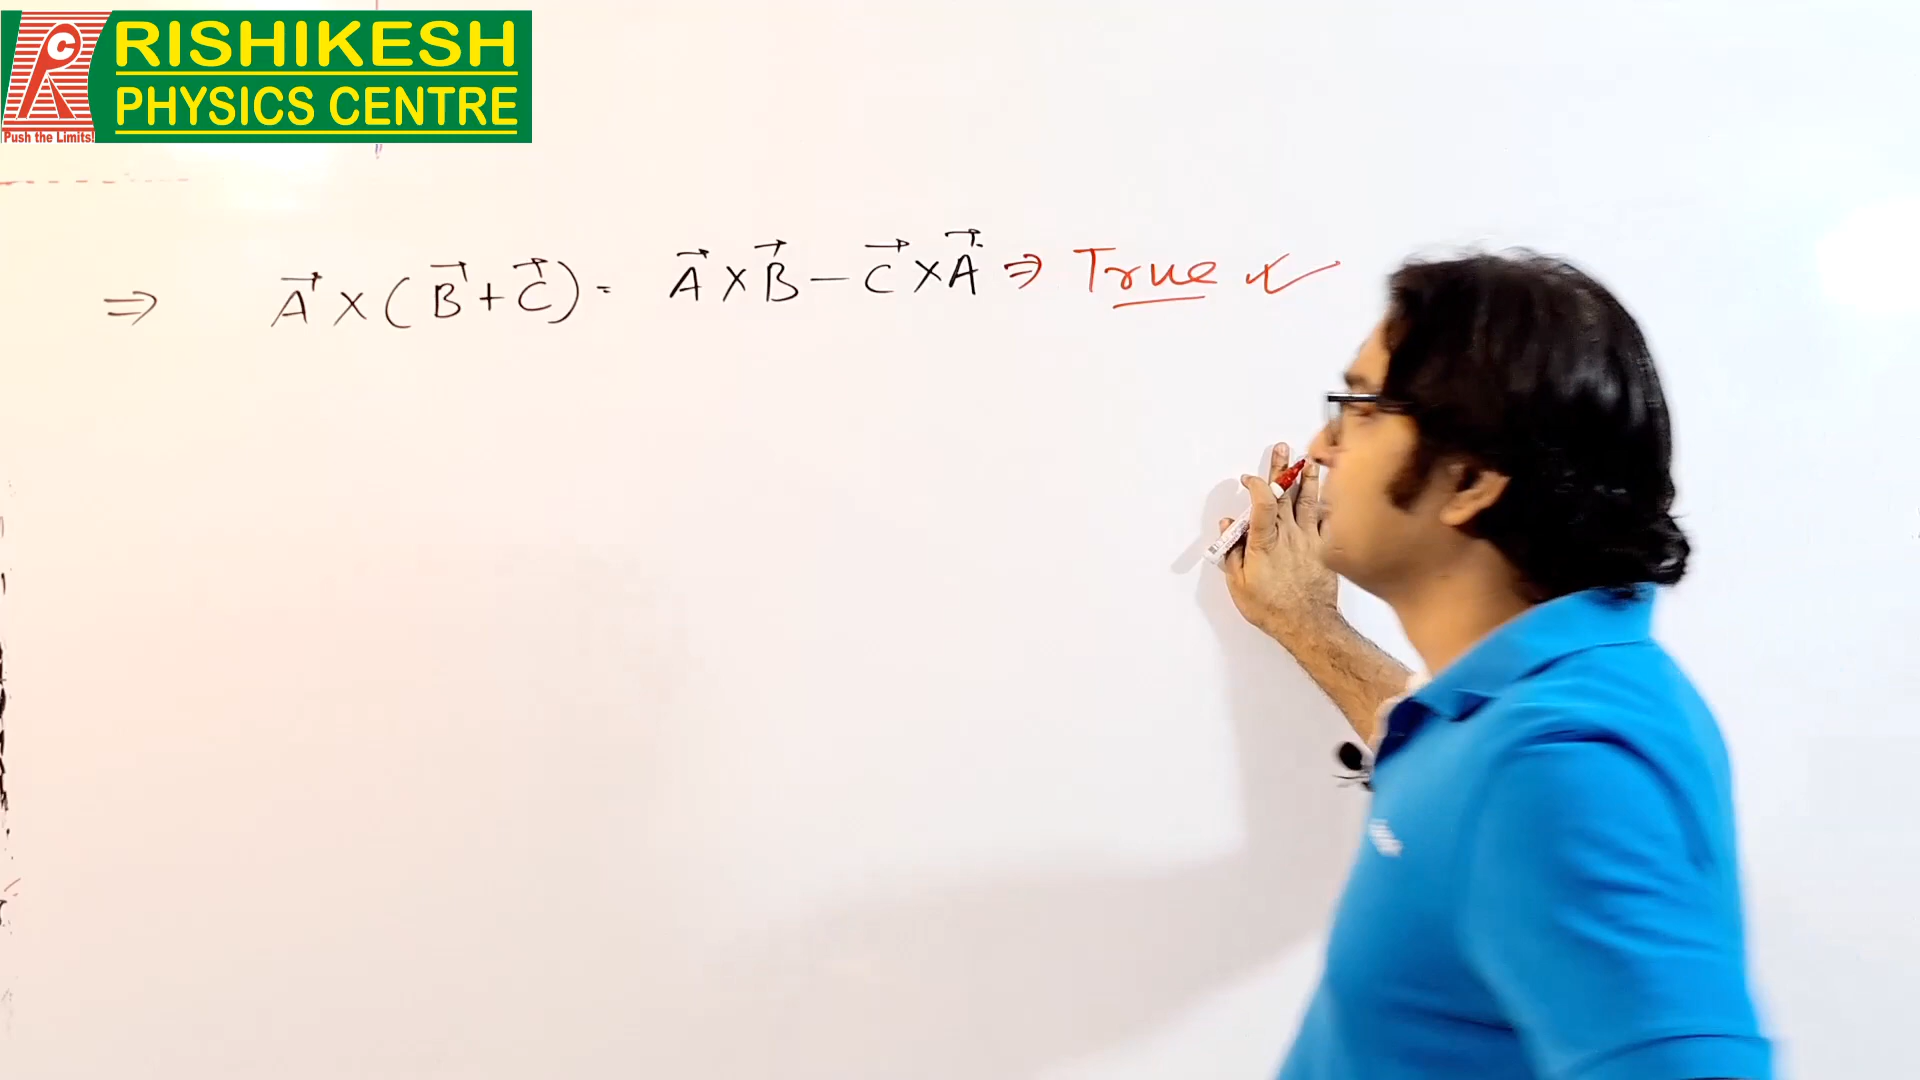 RISHIKESH
PHYSICS CENTRE
Push the Limits!
⇒ A⃗ × (B⃗ + C⃗) = A⃗ × B⃗ − C⃗ × A⃗ ⇒ True ✓